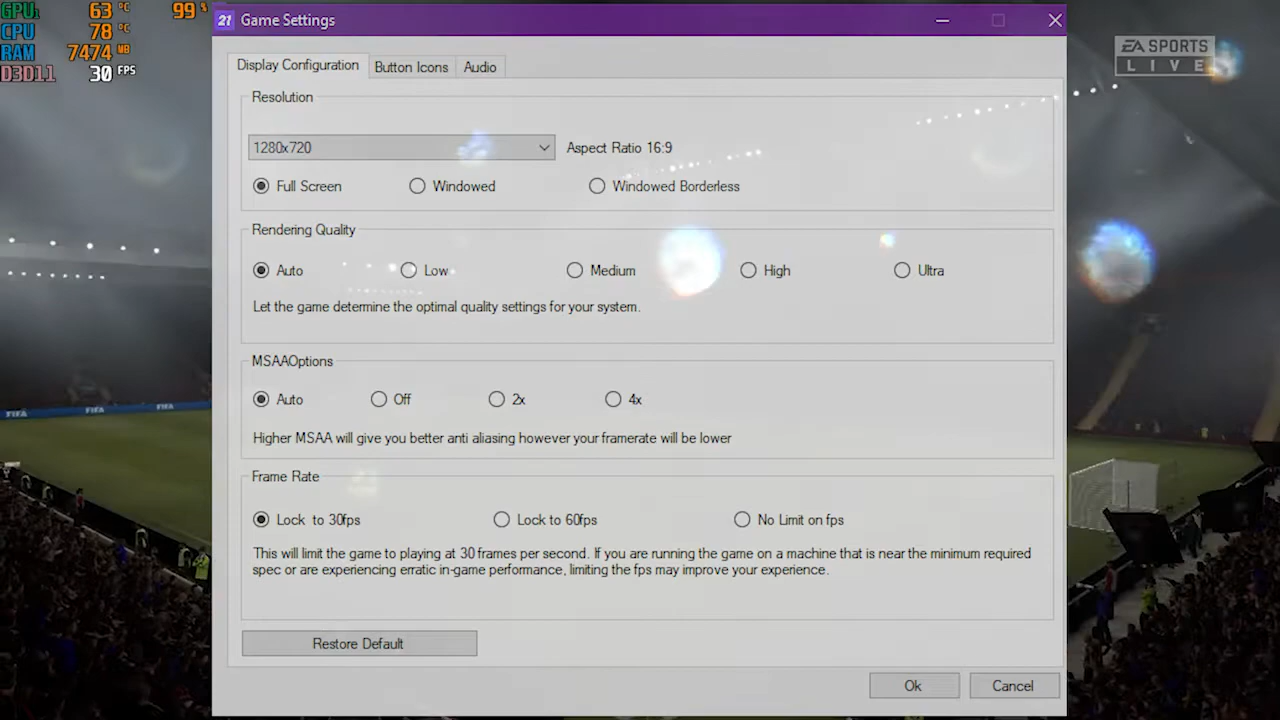 GPU1 63 °C 99 %
CPU 78 °C
RAM 7474 MB
D3D11 30 FPS
21 Game Settings
EA SPORTS
LIVE
Display Configuration Button Icons Audio
Resolution
1280x720 Aspect Ratio 16:9
Full Screen Windowed Windowed Borderless
Rendering Quality
Auto Low Medium High Ultra
Let the game determine the optimal quality settings for your system.
MSAAOptions
Auto Off 2x 4x
FIFA FIFA FIFA
Higher MSAA will give you better anti aliasing however your framerate will be lower
Frame Rate
Lock to 30fps Lock to 60fps No Limit on fps
This will limit the game to playing at 30 frames per second. If you are running the game on a machine that is near the minimum required
spec or are experiencing erratic in-game performance, limiting the fps may improve your experience.
Restore Default
Ok Cancel